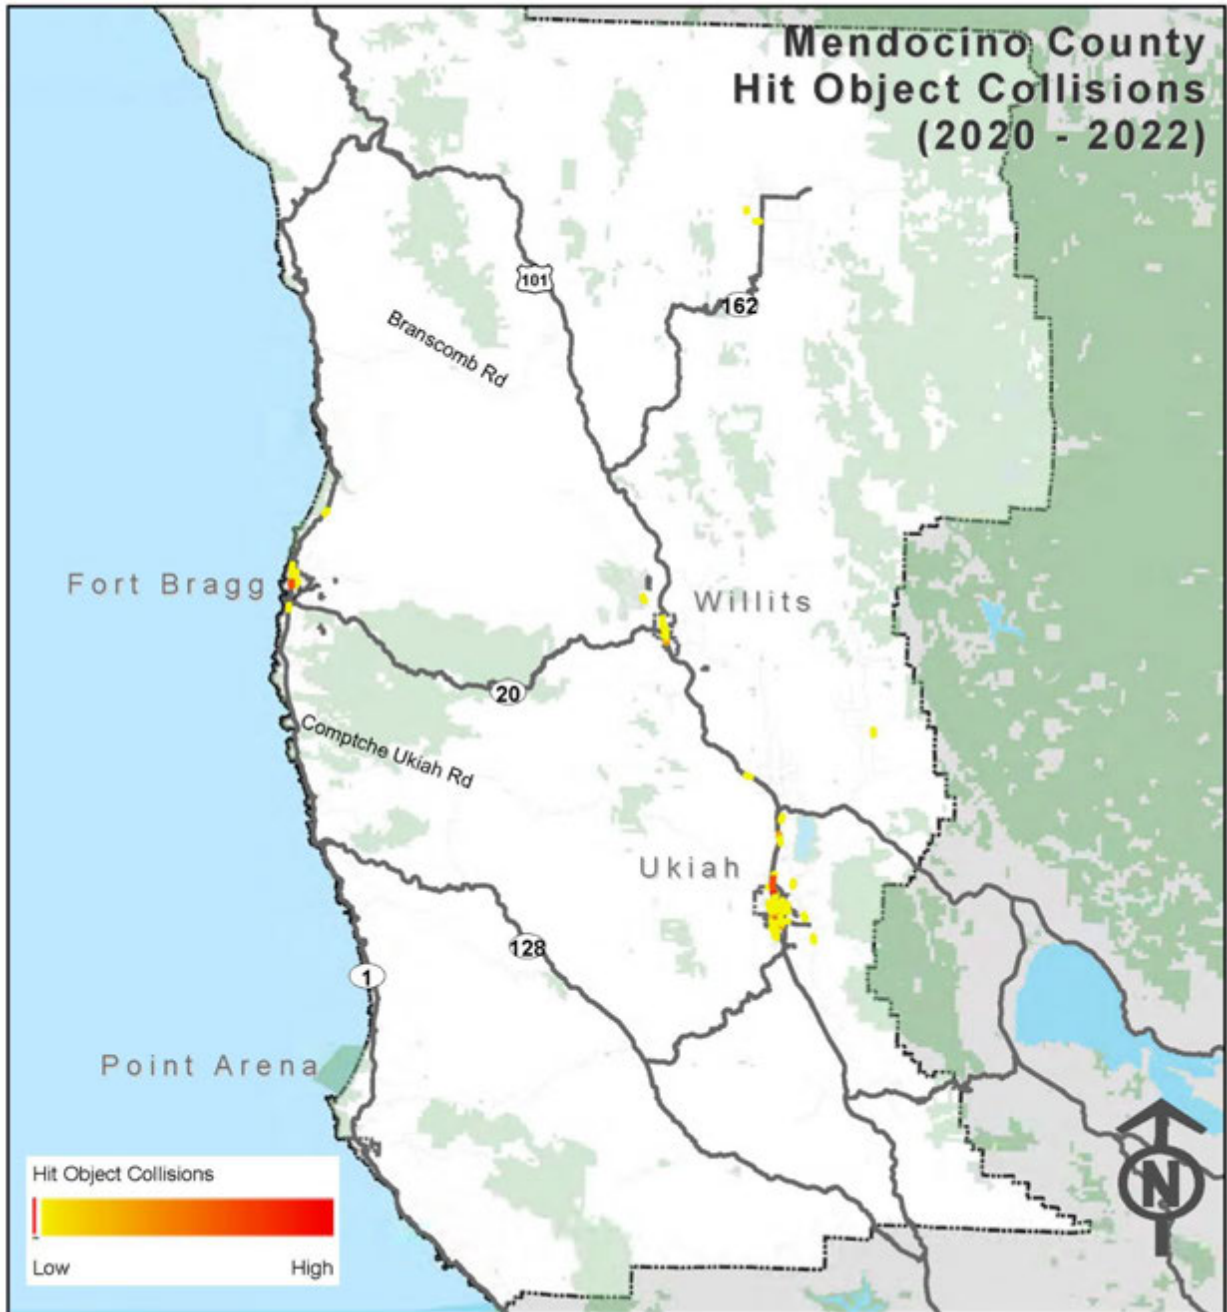 Mendocino County
Hit Object Collisions
(2020 - 2022)
101
162
Branscomb Rd
Fort Bragg
Willits
20
Comptche Ukiah Rd
Ukiah
128
1
Point Arena
Hit Object Collisions
Low High
N